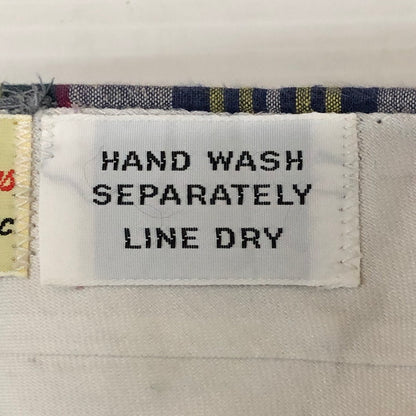 HAND WASH
SEPARATELY
LINE DRY